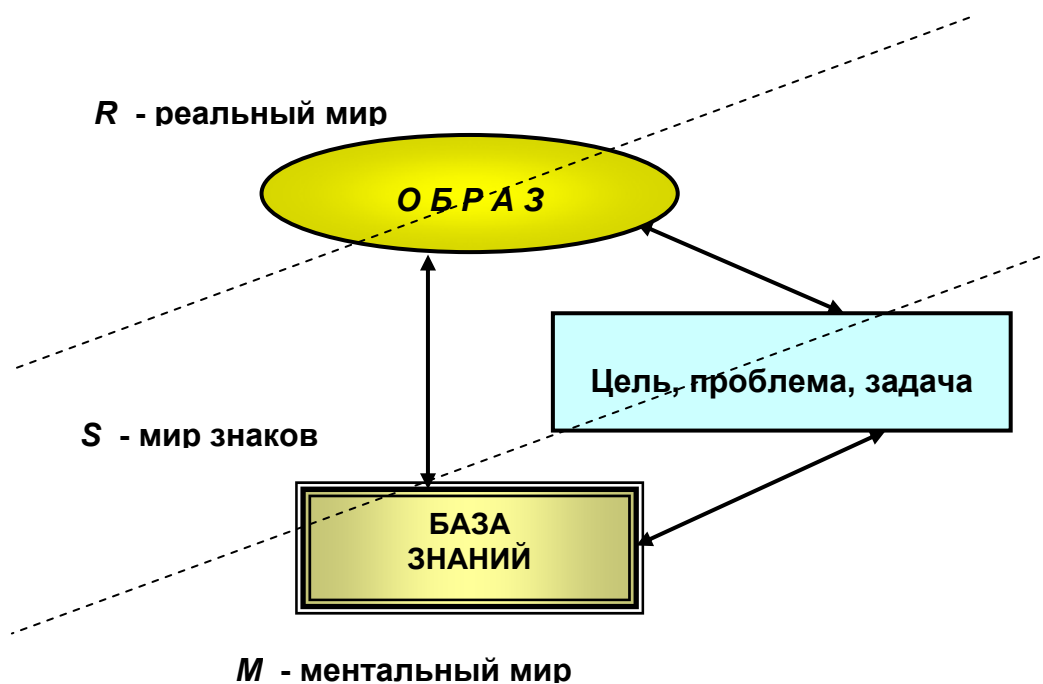 R - реальный мир
О Б Р А З
Цель, проблема, задача
S - мир знаков
БАЗА
ЗНАНИЙ
M - ментальный мир